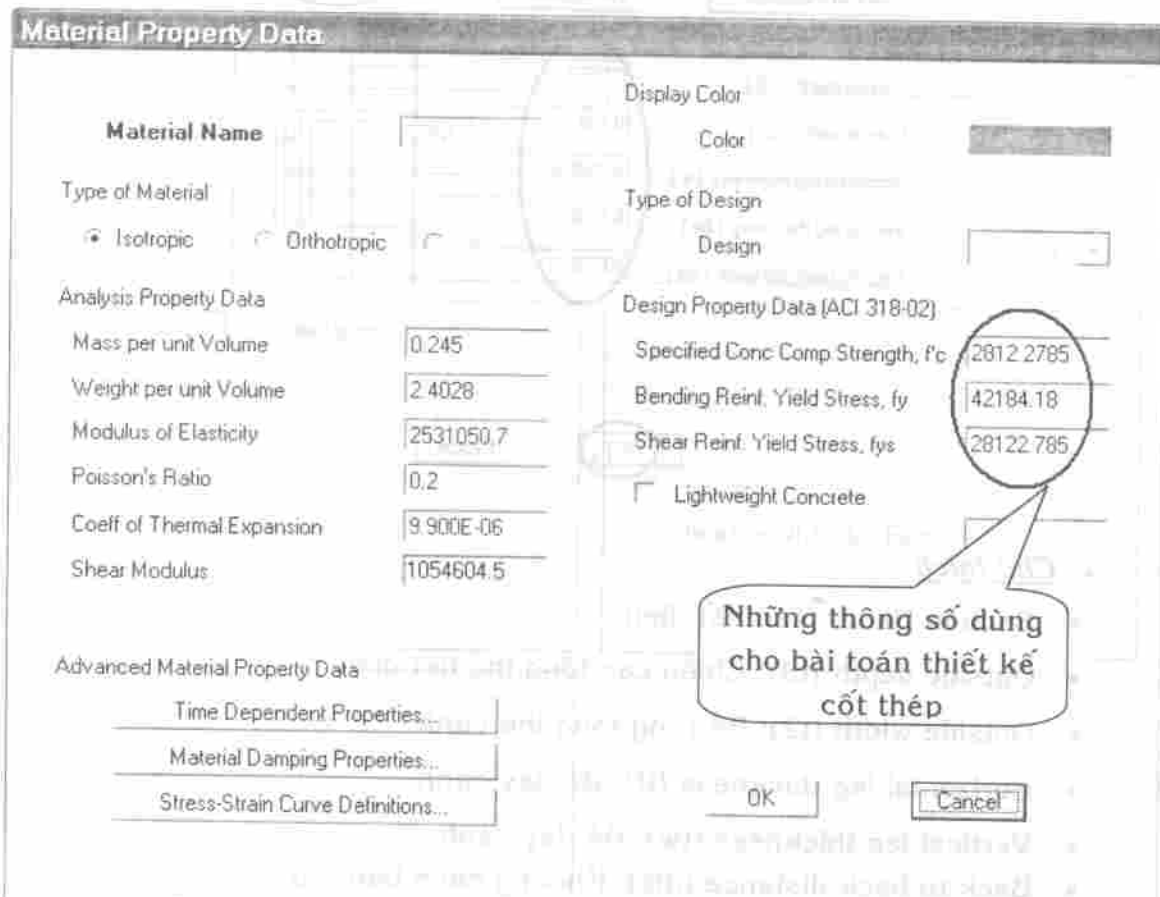 Material Property Data
Material Name
Type of Material
Isotropic
Orthotropic
Analysis Property Data
Mass per unit Volume 0.245
Weight per unit Volume 2.4028
Modulus of Elasticity 2531050.7
Poisson's Ratio 0.2
Coeff of Thermal Expansion 9.900E-06
Shear Modulus 1054604.5
Advanced Material Property Data
Time Dependent Properties...
Material Damping Properties...
Stress-Strain Curve Definitions...
Display Color
Color
Type of Design
Design
Design Property Data (ACI 318-02)
Specified Conc Comp Strength, f'c 2812.2785
Bending Reinf. Yield Stress, fy 42184.18
Shear Reinf. Yield Stress, fys 28122.785
Lightweight Concrete
Những thông số dùng
cho bài toán thiết kế
cốt thép
OK
Cancel